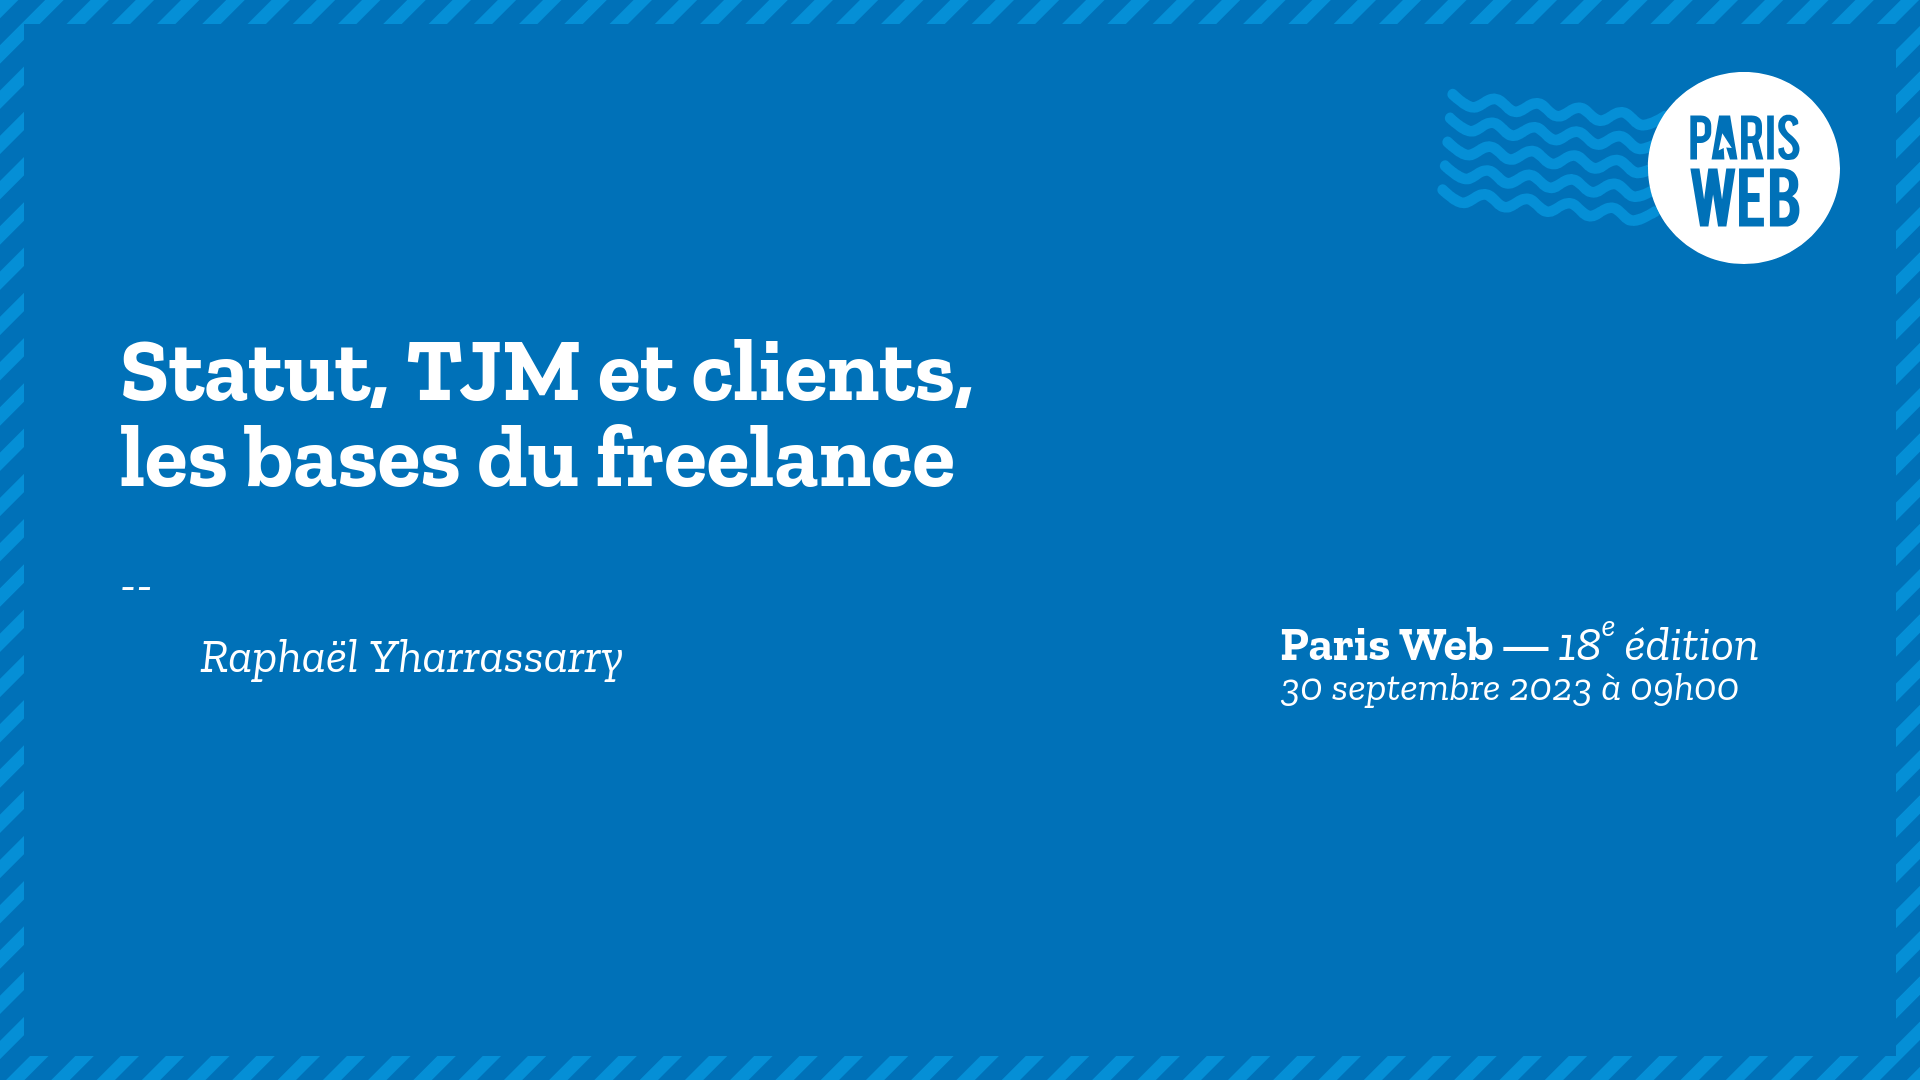 PARIS
WEB
Statut, TJM et clients,
les bases du freelance
--
Raphaël Yharrassarry
Paris Web — 18e édition
30 septembre 2023 à 09h00